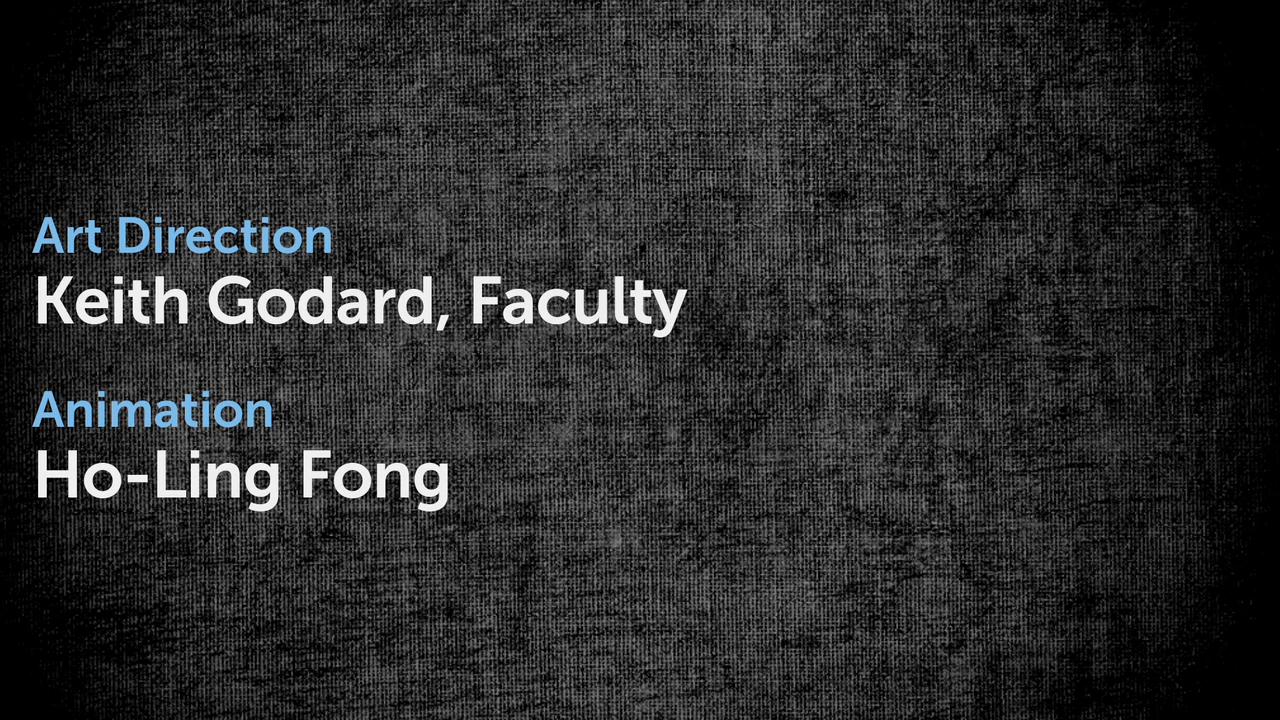 Art Direction
Keith Godard, Faculty
Animation
Ho-Ling Fong